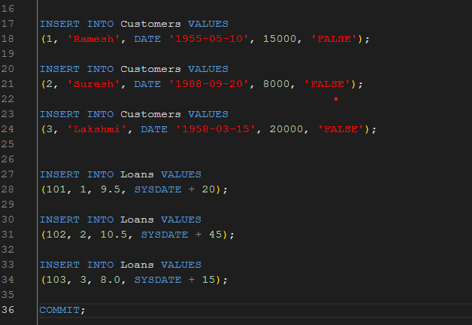 16
17 INSERT INTO Customers VALUES
18 (1, 'Ramesh', DATE '1955-05-10', 15000, 'FALSE');
19
20 INSERT INTO Customers VALUES
21 (2, 'Suresh', DATE '1988-09-20', 8000, 'FALSE');
22
23 INSERT INTO Customers VALUES
24 (3, 'Lakshmi', DATE '1958-03-15', 20000, 'FALSE');
25
26
27 INSERT INTO Loans VALUES
28 (101, 1, 9.5, SYSDATE + 20);
29
30 INSERT INTO Loans VALUES
31 (102, 2, 10.5, SYSDATE + 45);
32
33 INSERT INTO Loans VALUES
34 (103, 3, 8.0, SYSDATE + 15);
35
36 COMMIT;